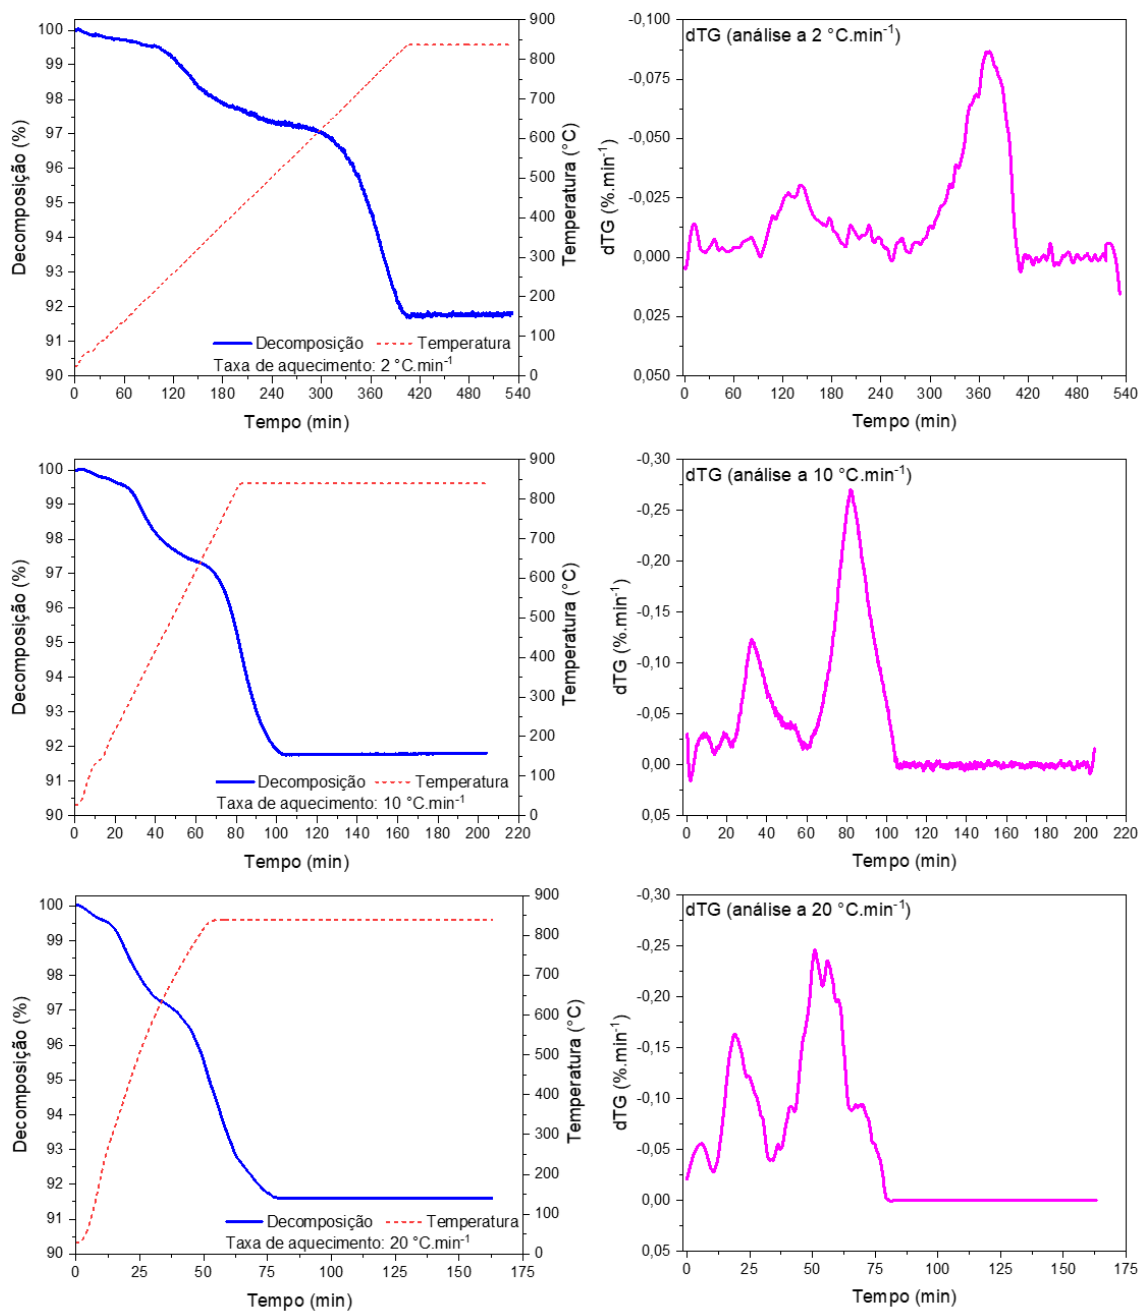 100
99
98
97
96
95
94
93
92
91
90
Decomposição (%)
900
800
700
600
500
400
300
200
100
0
Temperatura (°C)
Decomposição
Temperatura
Taxa de aquecimento: 2 °C.min-1
0 60 120 180 240 300 360 420 480 540
Tempo (min)
dTG (análise a 2 °C.min-1)
-0,100
-0,075
-0,050
-0,025
0,000
0,025
0,050
dTG (%.min-1)
0 60 120 180 240 300 360 420 480 540
Tempo (min)
100
99
98
97
96
95
94
93
92
91
90
Decomposição (%)
900
800
700
600
500
400
300
200
100
0
Temperatura (°C)
Decomposição
Temperatura
Taxa de aquecimento: 10 °C.min-1
0 20 40 60 80 100 120 140 160 180 200 220
Tempo (min)
dTG (análise a 10 °C.min-1)
-0,30
-0,25
-0,20
-0,15
-0,10
-0,05
0,00
0,05
dTG (%.min-1)
0 20 40 60 80 100 120 140 160 180 200 220
Tempo (min)
100
99
98
97
96
95
94
93
92
91
90
Decomposição (%)
900
800
700
600
500
400
300
200
100
0
Temperatura (°C)
Decomposição
Temperatura
Taxa de aquecimento: 20 °C.min-1
0 25 50 75 100 125 150 175
Tempo (min)
dTG (análise a 20 °C.min-1)
-0,30
-0,25
-0,20
-0,15
-0,10
-0,05
0,00
0,05
dTG (%.min-1)
0 25 50 75 100 125 150 175
Tempo (min)